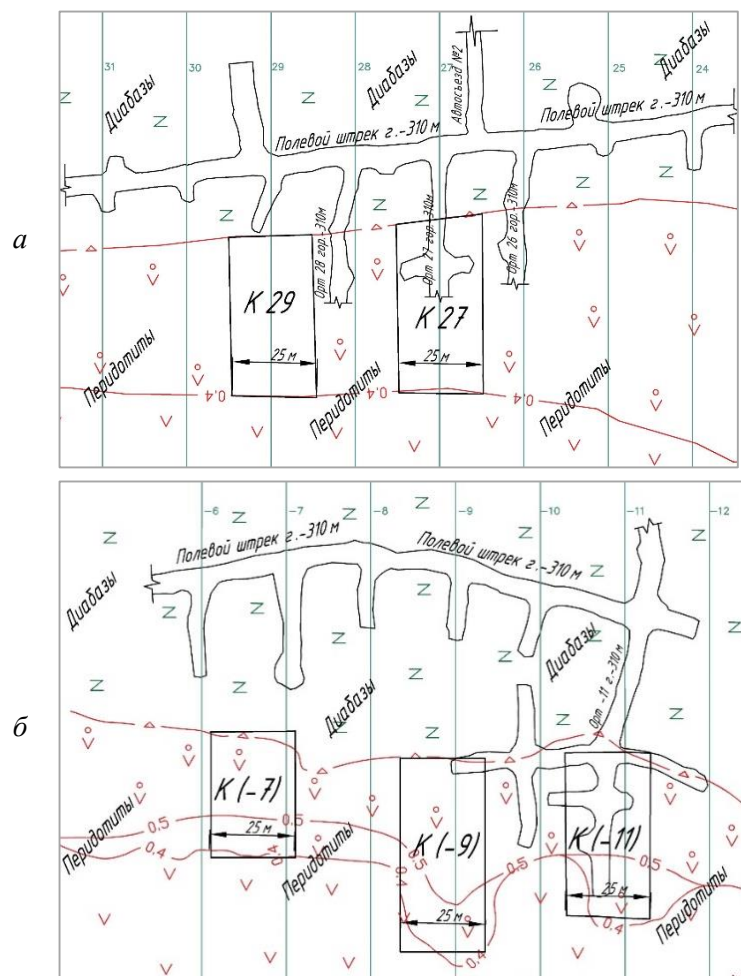 31 30 29 28 27 26 25 24
Диабазы
Диабазы
Автосъезд №2
Диабазы
Полевой штрек г.-310 м
Полевой штрек г.-310 м
а
Орт 28 гор.-310м
Орт 27 гор.-310м
Орт 26 гор.-310м
К 29
К 27
25 м
25 м
Перидотиты
0.4
Перидотиты
0.4
Перидотиты
-6 -7 -8 -9 -10 -11 -12
Полевой штрек г.-310 м
Полевой штрек г.-310 м
Диабазы
Диабазы
Диабазы
Орт -11 г.-310м
б
К (-7)
К (-9)
К (-11)
25 м
25 м
25 м
0.5
0.4
0.5
0.4
0.5
0.4
0.5
0.4
0.5
0.4
Перидотиты
Перидотиты
Перидотиты